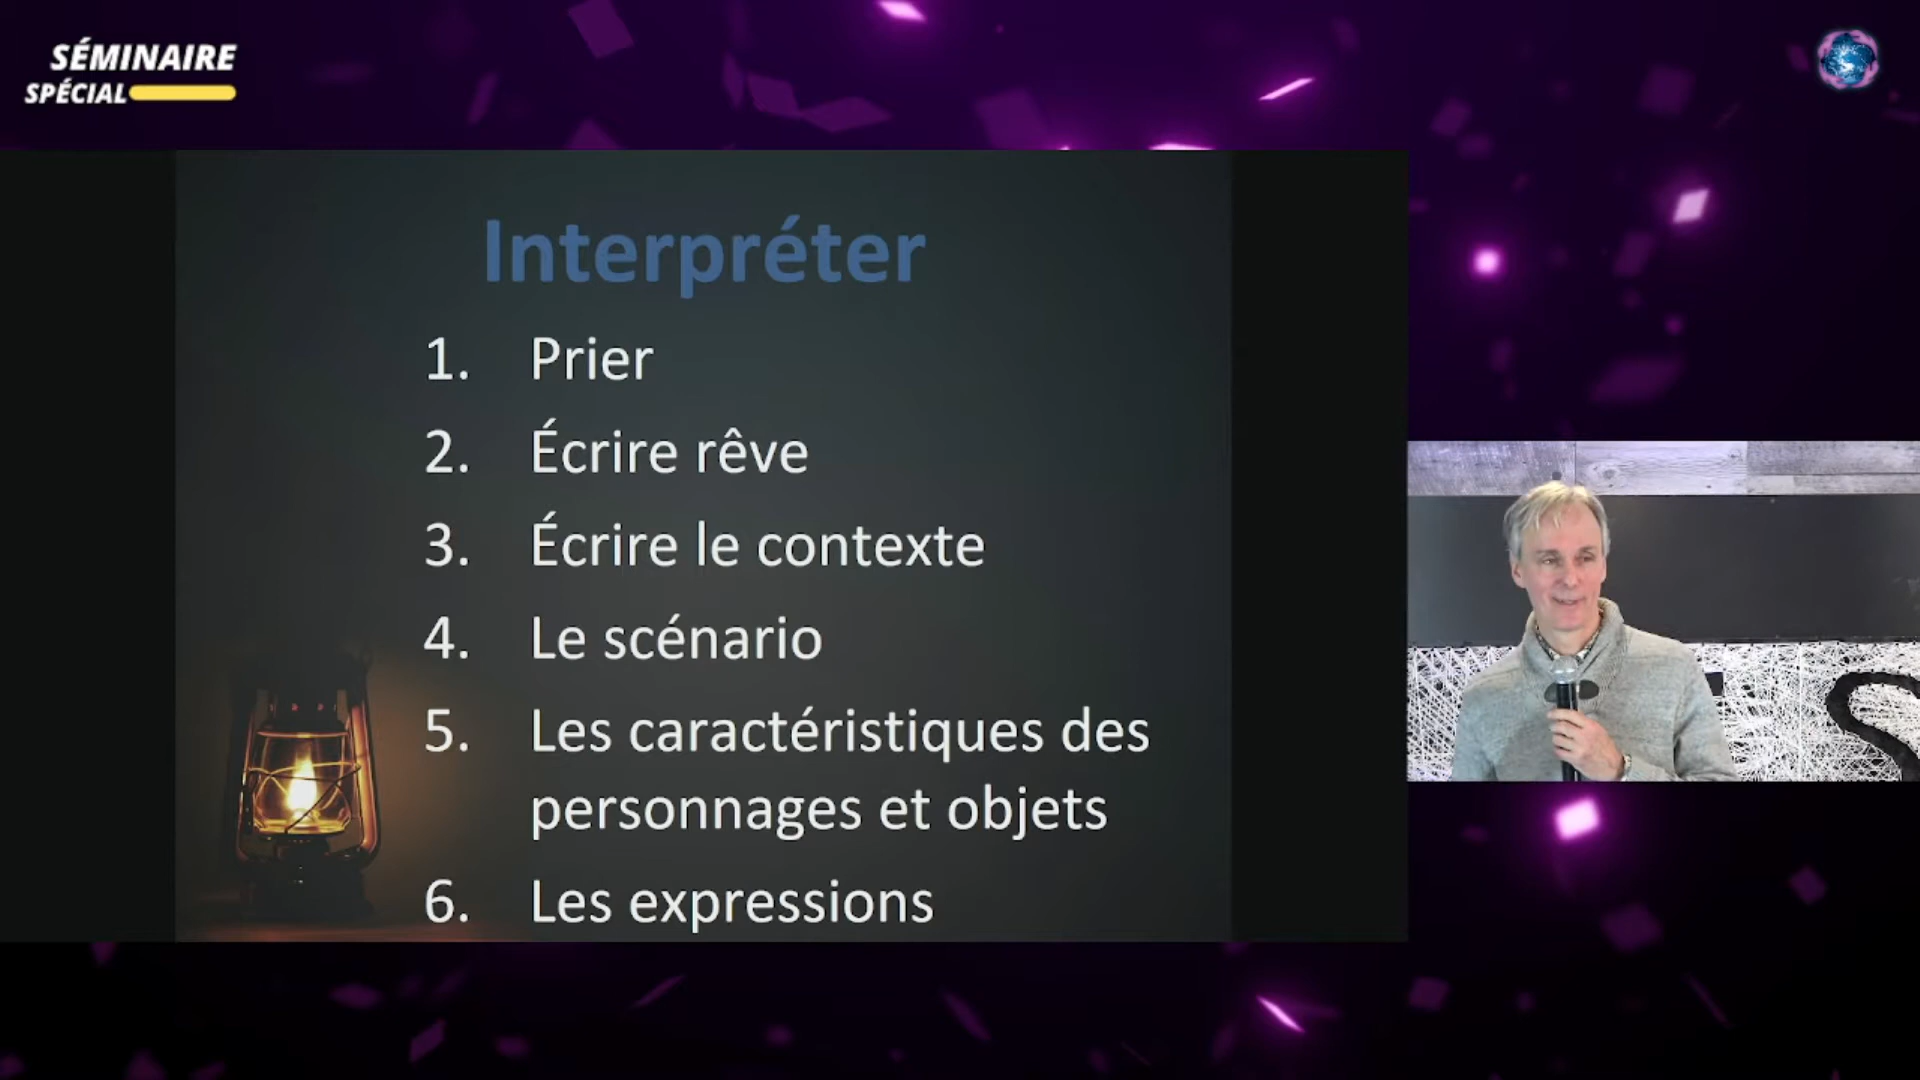 SÉMINAIRE
SPÉCIAL
Interpréter
1. Prier
2. Écrire rêve
3. Écrire le contexte
4. Le scénario
5. Les caractéristiques des
personnages et objets
6. Les expressions
S